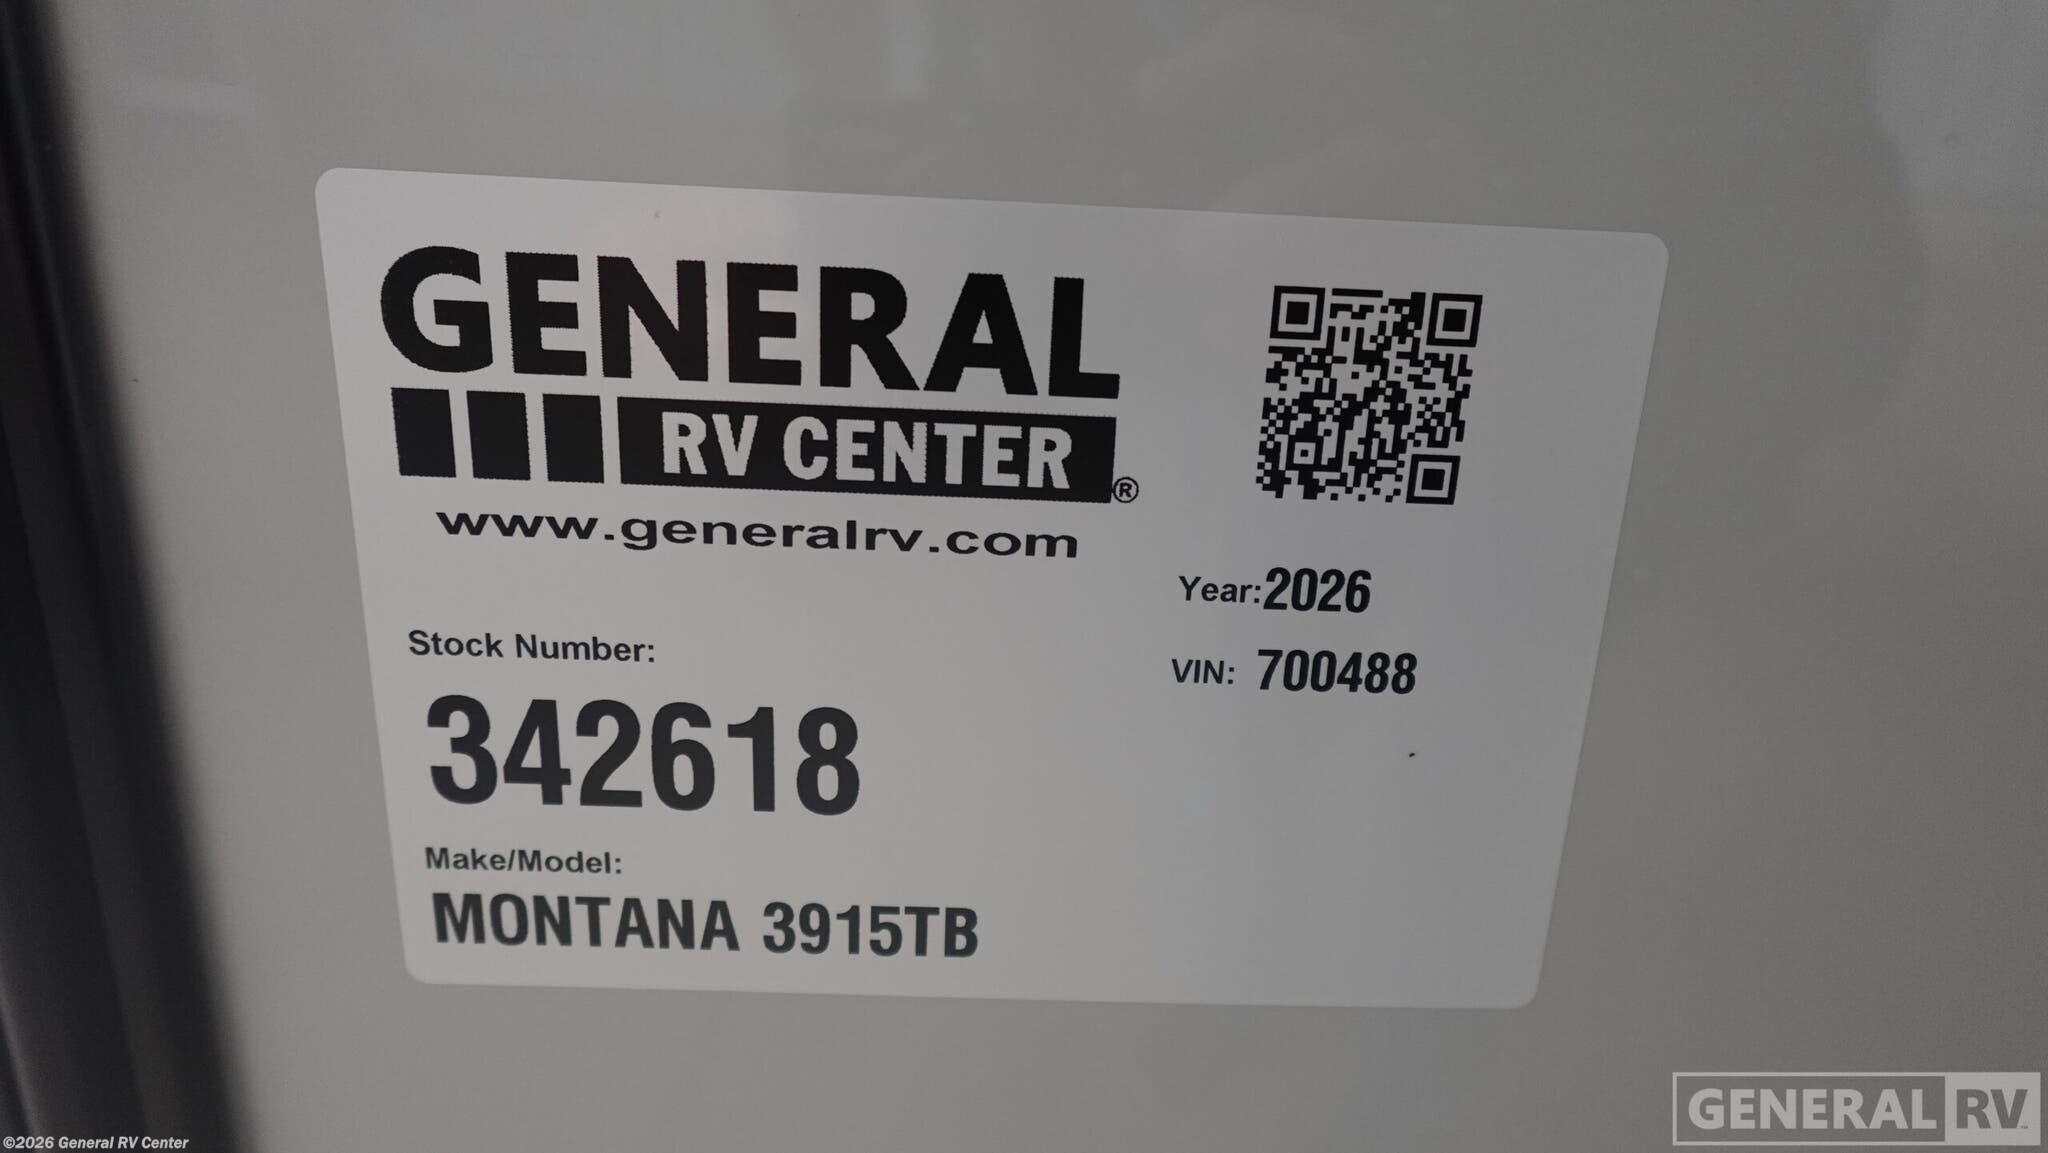 GENERAL
RV CENTER®
www.generalrv.com
Year: 2026
VIN: 700488
Stock Number:
342618
Make/Model:
MONTANA 3915TB
©2026 General RV Center
GENERAL RV™